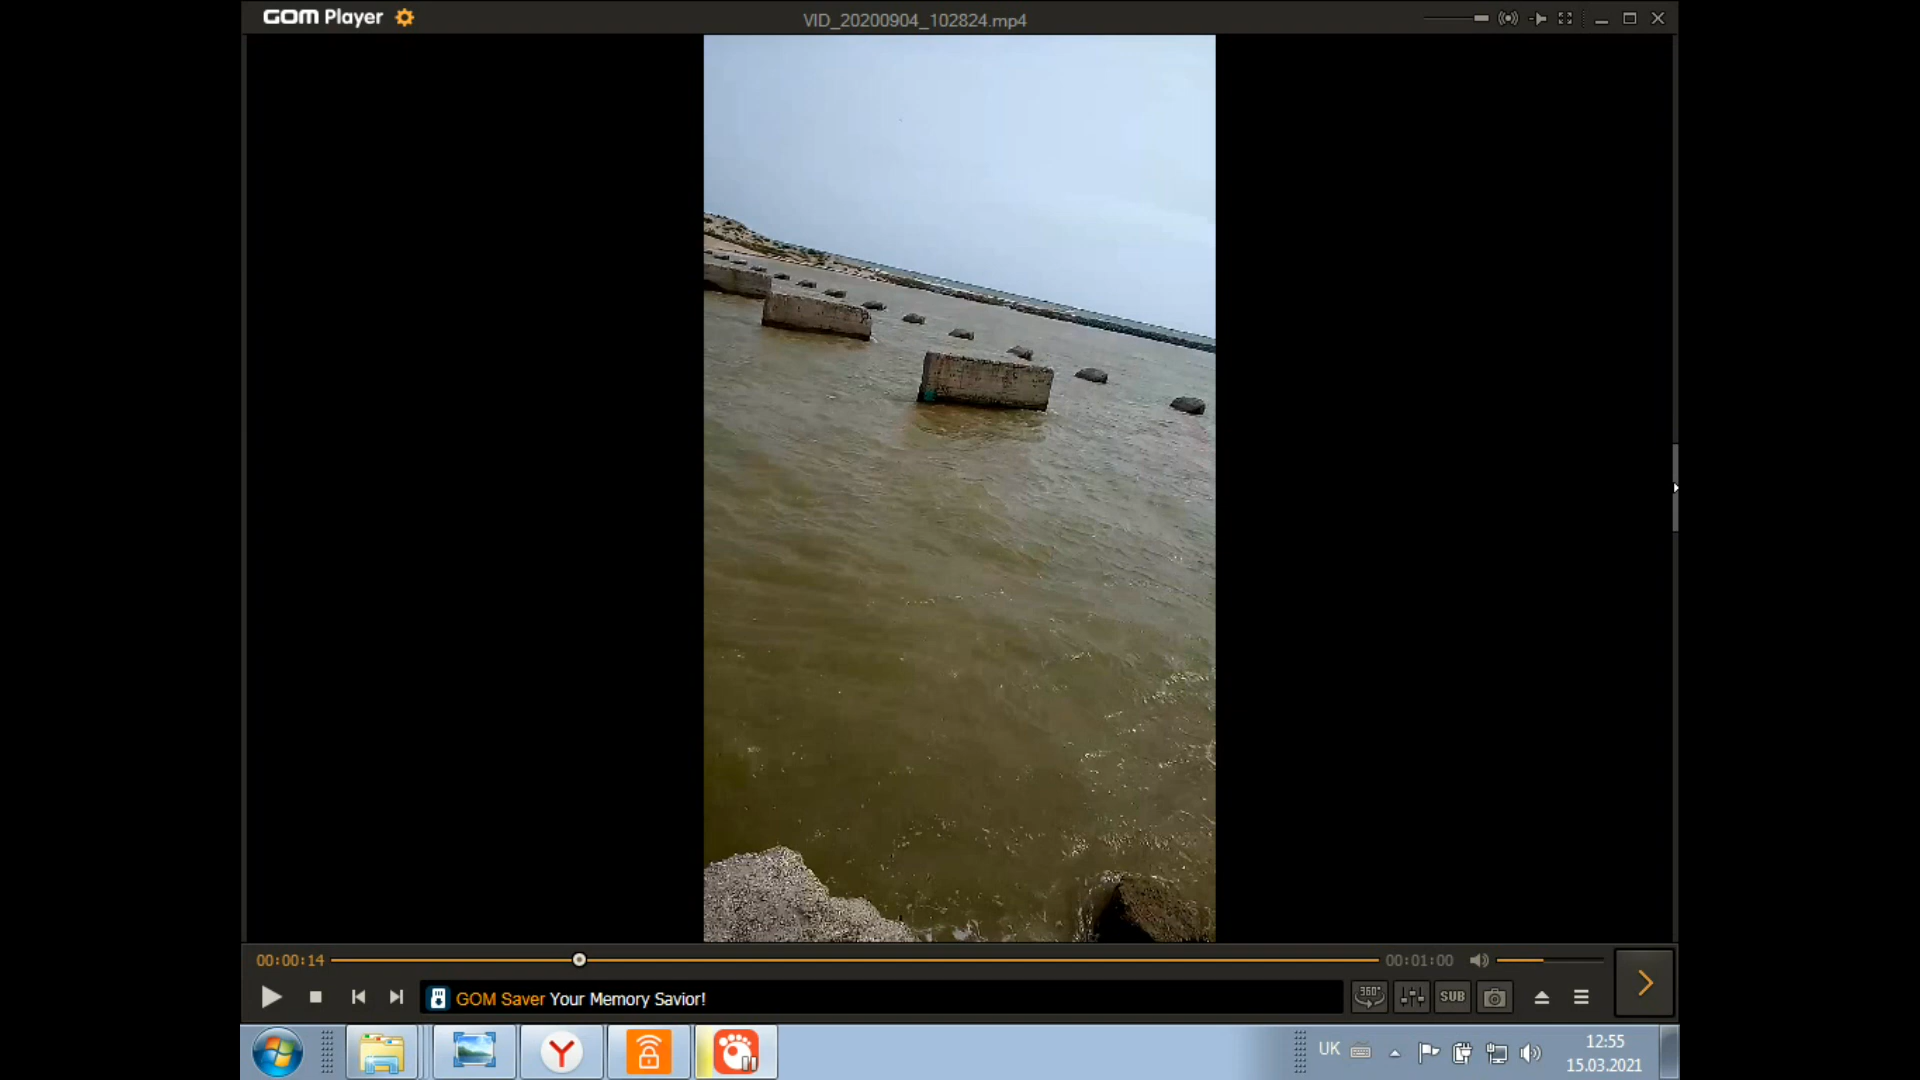 GOM Player
VID_20200904_102824.mp4
00:00:14
00:01:00
GOM Saver Your Memory Savior!
360°
SUB
UK
12:55
15.03.2021